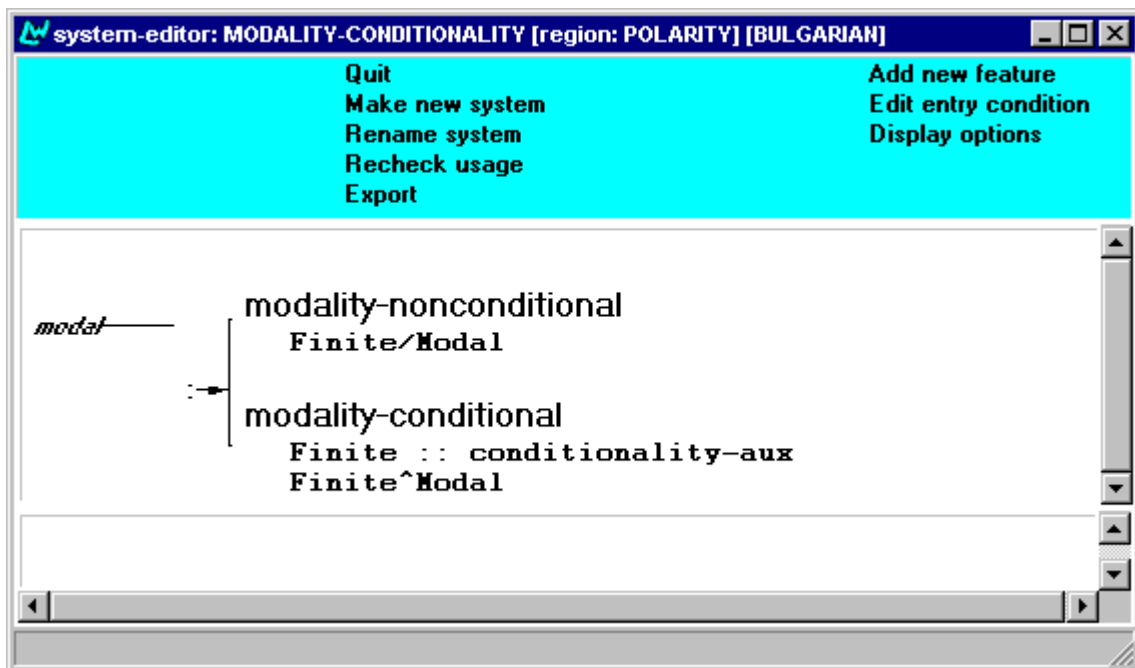 system-editor: MODALITY-CONDITIONALITY [region: POLARITY] [BULGARIAN]
Quit
Make new system
Rename system
Recheck usage
Export
Add new feature
Edit entry condition
Display options
modal
modality-nonconditional
Finite/Modal
modality-conditional
Finite :: conditionality-aux
Finite^Modal